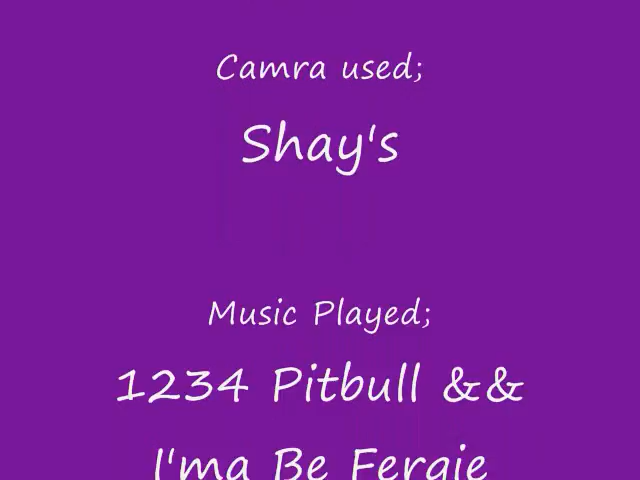 Camra used;
Shay's
Music Played;
1234 Pitbull &&
I'ma Be Fergie